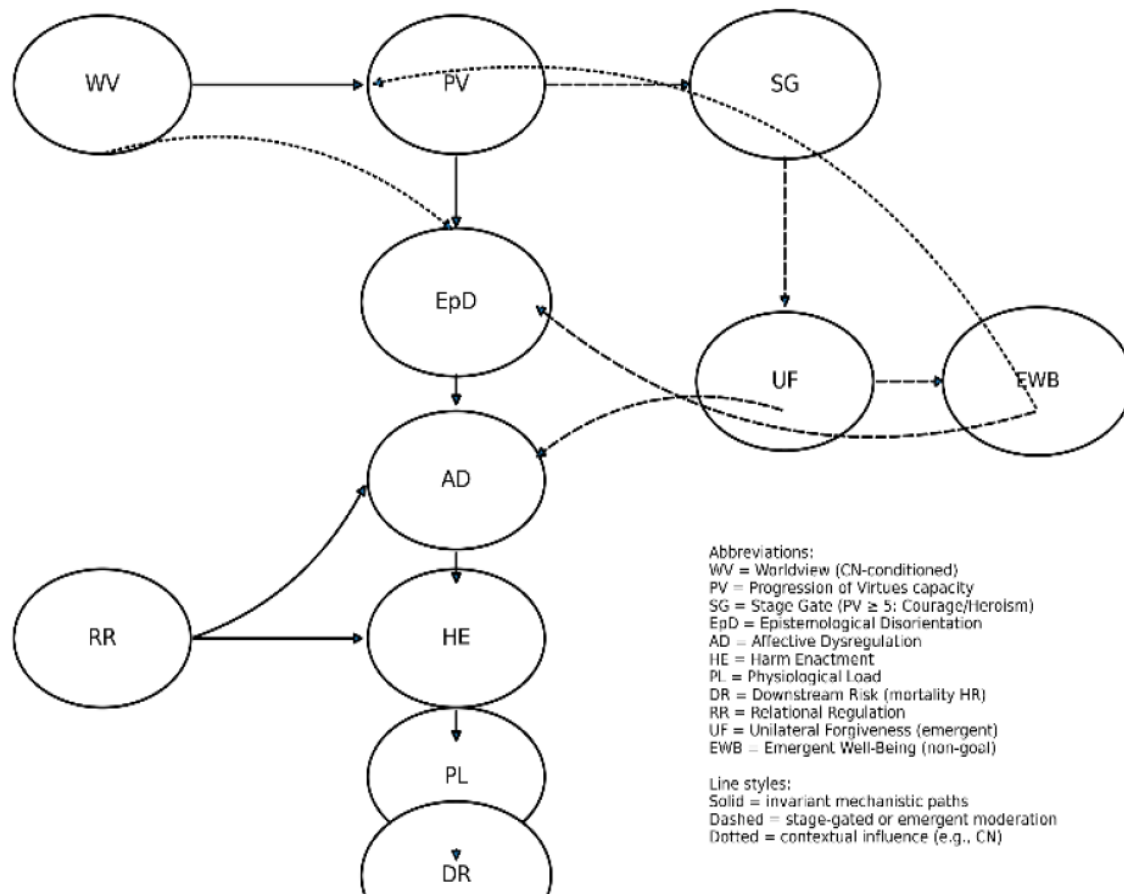 WV
PV
SG
EpD
UF
EWB
AD
RR
HE
PL
DR
Abbreviations:
WV = Worldview (CN-conditioned)
PV = Progression of Virtues capacity
SG = Stage Gate (PV ≥ 5: Courage/Heroism)
EpD = Epistemological Disorientation
AD = Affective Dysregulation
HE = Harm Enactment
PL = Physiological Load
DR = Downstream Risk (mortality HR)
RR = Relational Regulation
UF = Unilateral Forgiveness (emergent)
EWB = Emergent Well-Being (non-goal)
Line styles:
Solid = invariant mechanistic paths
Dashed = stage-gated or emergent moderation
Dotted = contextual influence (e.g., CN)